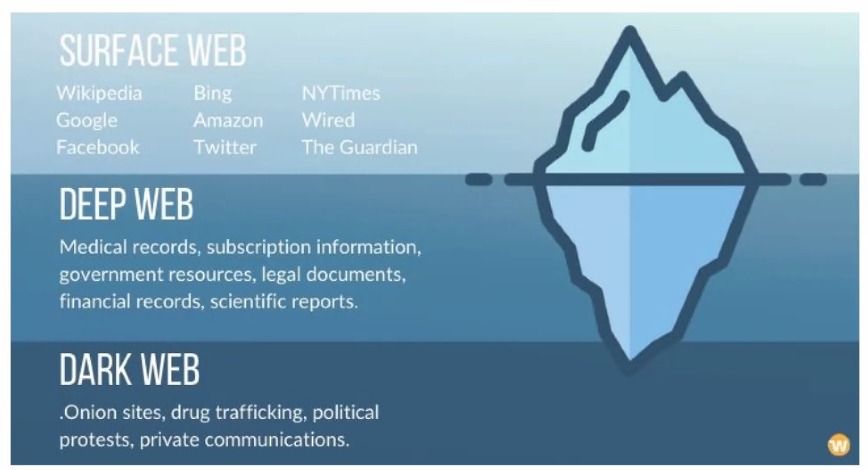 SURFACE WEB
Wikipedia Bing NYTimes
Google Amazon Wired
Facebook Twitter The Guardian
DEEP WEB
Medical records, subscription information,
government resources, legal documents,
financial records, scientific reports.
DARK WEB
.Onion sites, drug trafficking, political
protests, private communications.
W